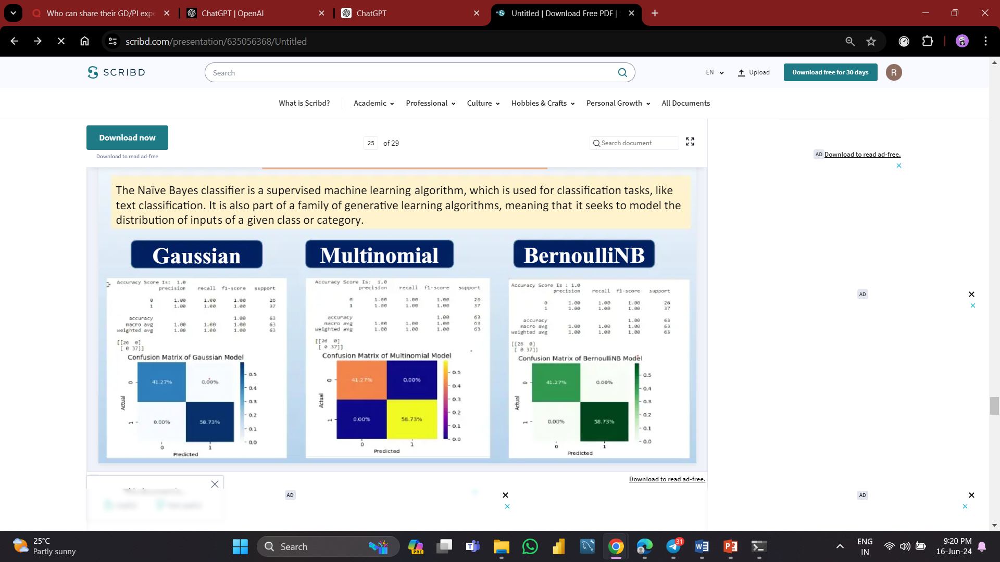 Who can share their GD/PI expe
ChatGPT | OpenAI
ChatGPT
Untitled | Download Free PDF |
scribd.com/presentation/635056368/Untitled
SCRIBD
Search
EN
Upload
Download free for 30 days
R
What is Scribd?
Academic
Professional
Culture
Hobbies & Crafts
Personal Growth
All Documents
Download now
Download to read ad-free
25 of 29
Search document
AD Download to read ad-free.
The Naïve Bayes classifier is a supervised machine learning algorithm, which is used for classification tasks, like
text classification. It is also part of a family of generative learning algorithms, meaning that it seeks to model the
distribution of inputs of a given class or category.
Gaussian
Accuracy Score Is: 1.0
precision recall f1-score support
0 1.00 1.00 1.00 26
1 1.00 1.00 1.00 37
accuracy 1.00 63
macro avg 1.00 1.00 1.00 63
weighted avg 1.00 1.00 1.00 63
[[26 0]
[ 0 37]]
Confusion Matrix of Gaussian Model
41.27% 0.00%
0.00% 58.73%
0.5
0.4
0.3
0.2
0.1
0.0
Actual
0
1
0 1
Predicted
Multinomial
Accuracy Score Is: 1.0
precision recall f1-score support
0 1.00 1.00 1.00 26
1 1.00 1.00 1.00 37
accuracy 1.00 63
macro avg 1.00 1.00 1.00 63
weighted avg 1.00 1.00 1.00 63
[[26 0]
[ 0 37]]
Confusion Matrix of Multinomial Model
41.27% 0.00%
0.00% 58.73%
0.5
0.4
0.3
0.2
0.1
0.0
Actual
0
1
0 1
Predicted
BernoulliNB
Accuracy Score Is : 1.0
precision recall f1-score support
0 1.00 1.00 1.00 26
1 1.00 1.00 1.00 37
accuracy 1.00 63
macro avg 1.00 1.00 1.00 63
weighted avg 1.00 1.00 1.00 63
[[26 0]
[ 0 37]]
Confusion Matrix of BernoulliNB Model
41.27% 0.00%
0.00% 58.73%
0.5
0.4
0.3
0.2
0.1
0.0
Actual
0
1
0 1
Predicted
AD
Download to read ad-free.
AD
AD
25°C
Partly sunny
Search
PRE
31
ENG
IN
9:20 PM
16-Jun-24